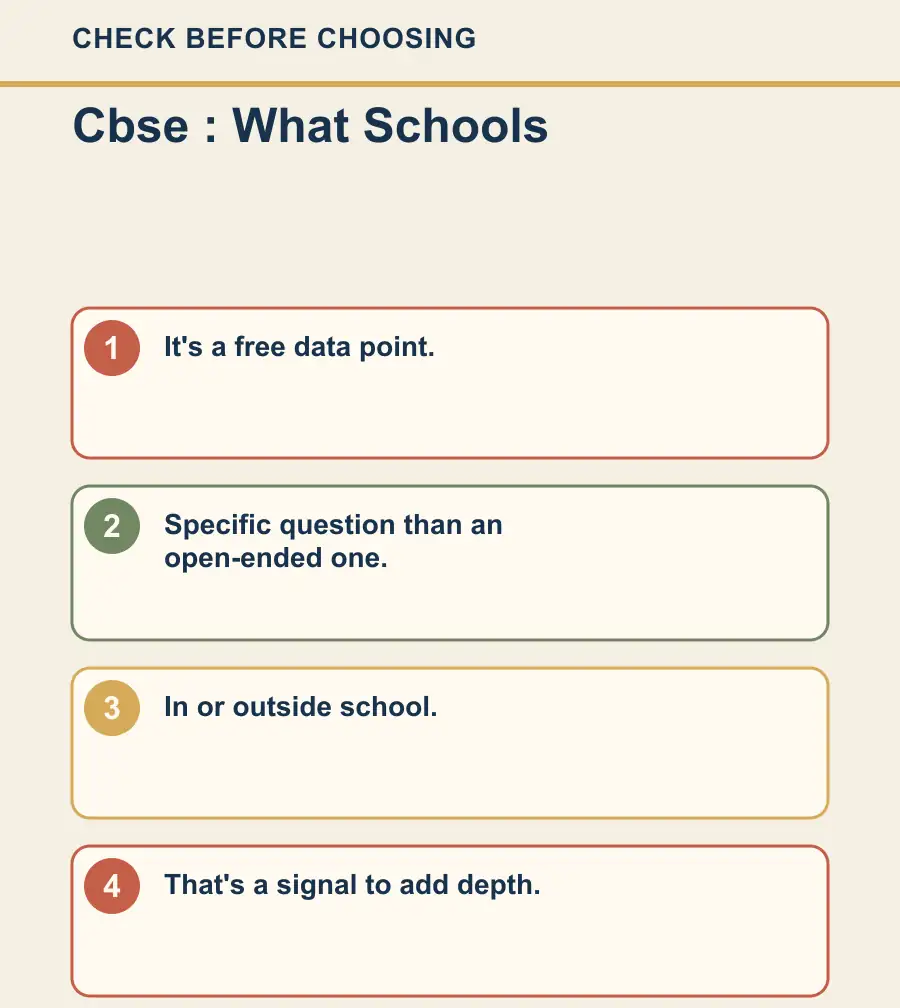 CHECK BEFORE CHOOSING
Cbse : What Schools
1
It's a free data point.
2
Specific question than an
open-ended one.
3
In or outside school.
4
That's a signal to add depth.